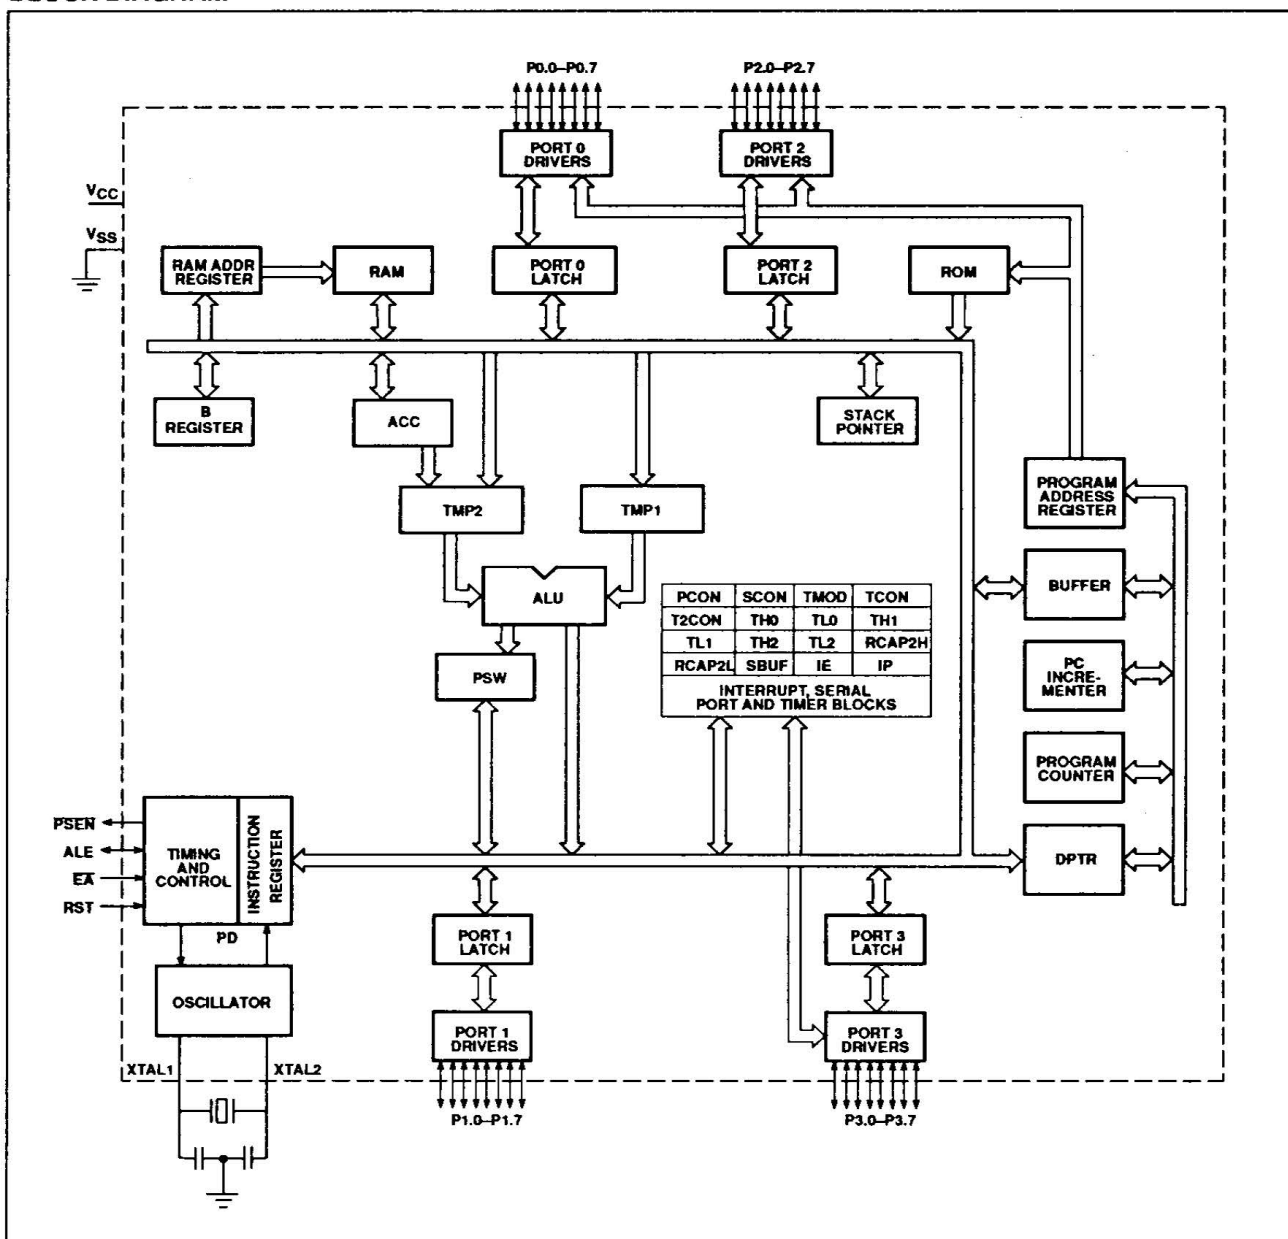 P0.0–P0.7
P2.0–P2.7
PORT 0
DRIVERS
PORT 2
DRIVERS
VCC
VSS
RAM ADDR
REGISTER
RAM
PORT 0
LATCH
PORT 2
LATCH
ROM
B
REGISTER
ACC
STACK
POINTER
TMP2
TMP1
PROGRAM
ADDRESS
REGISTER
ALU
BUFFER
PCON SCON TMOD TCON
T2CON TH0 TL0 TH1
TL1 TH2 TL2 RCAP2H
RCAP2L SBUF IE IP
INTERRUPT, SERIAL
PORT AND TIMER BLOCKS
PSW
PC
INCRE-
MENTER
PROGRAM
COUNTER
PSEN
ALE
EA
RST
TIMING
AND
CONTROL
INSTRUCTION
REGISTER
DPTR
PD
PORT 1
LATCH
PORT 3
LATCH
OSCILLATOR
PORT 1
DRIVERS
PORT 3
DRIVERS
XTAL1
XTAL2
P1.0–P1.7
P3.0–P3.7